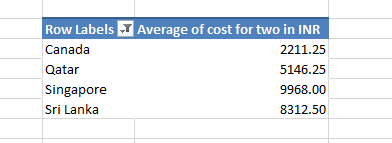 Row Labels Average of cost for two in INR
Canada 2211.25
Qatar 5146.25
Singapore 9968.00
Sri Lanka 8312.50